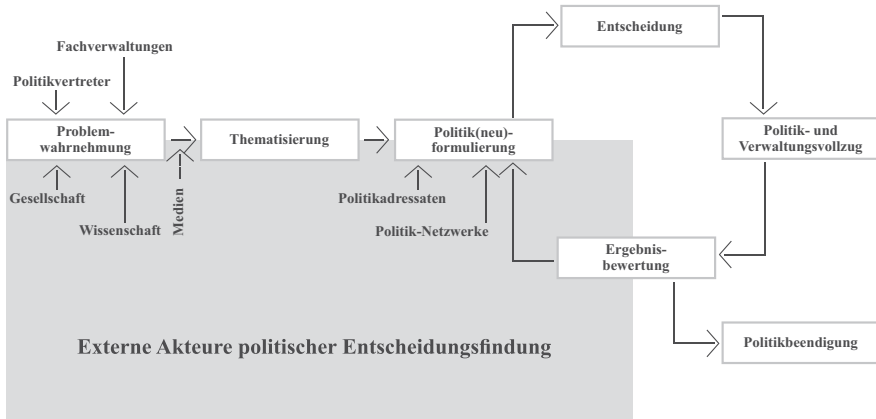 Entscheidung
Fachverwaltungen
Politikvertreter
Problem-
wahrnehmung
Thematisierung
Politik(neu)-
formulierung
Politik- und
Verwaltungsvollzug
Gesellschaft
Wissenschaft
Medien
Politikadressaten
Politik-Netzwerke
Ergebnis-
bewertung
Externe Akteure politischer Entscheidungsfindung
Politikbeendigung